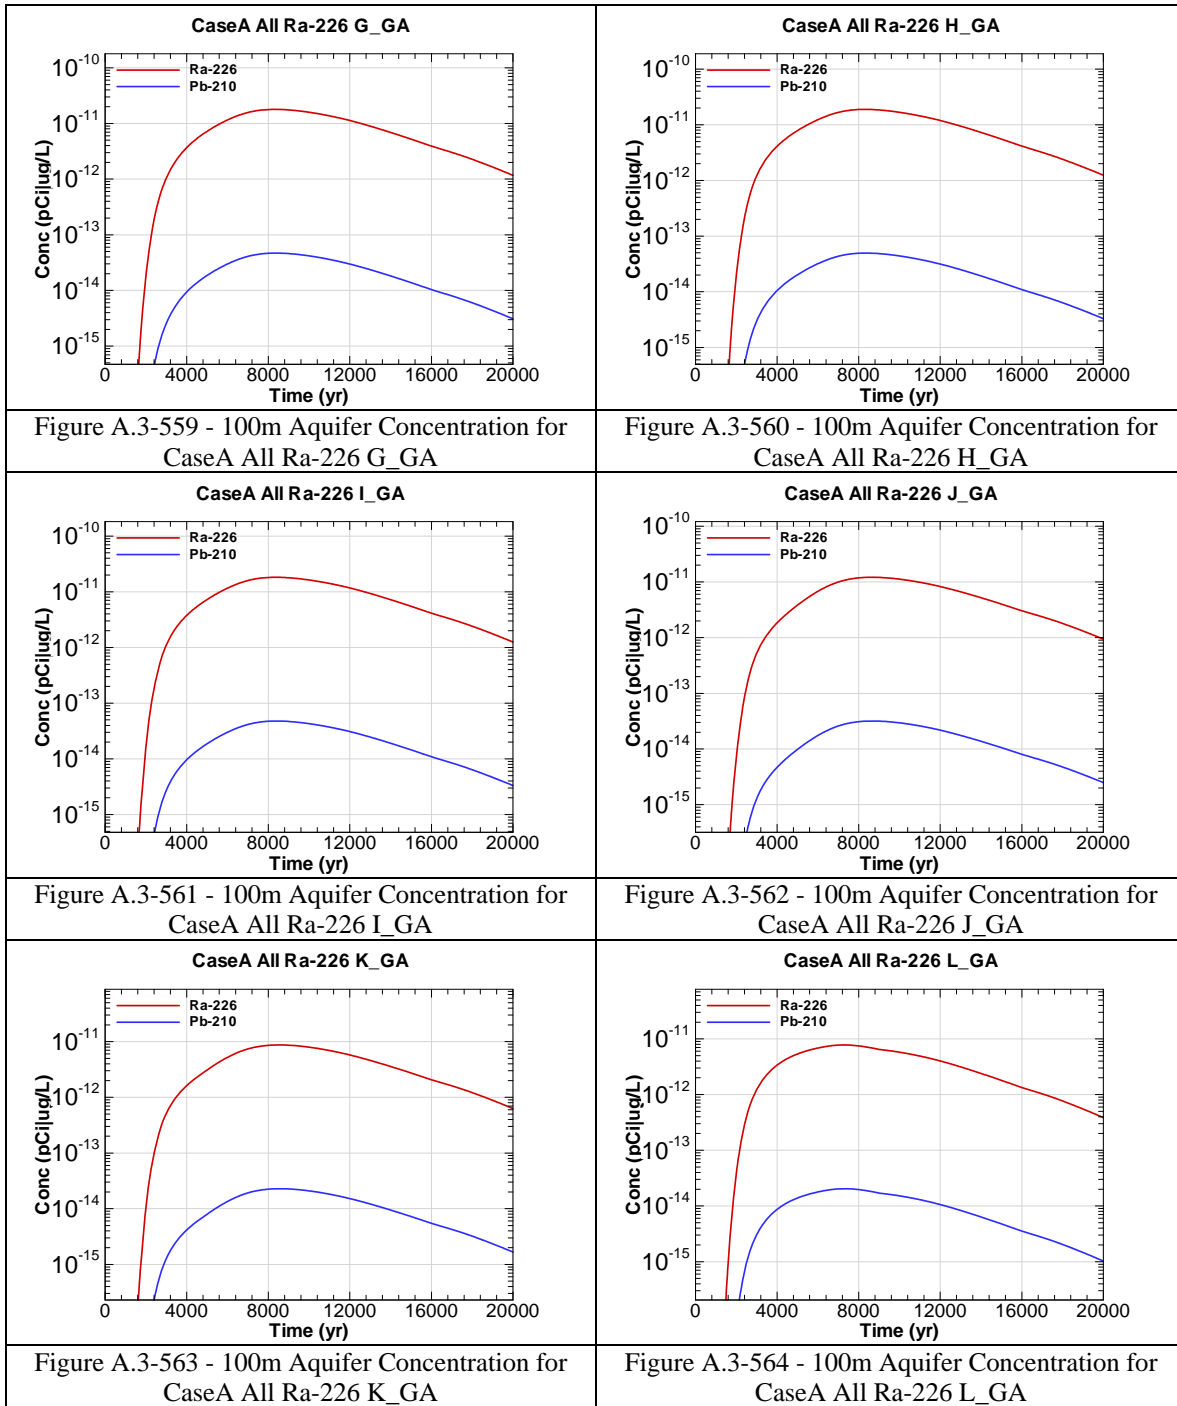 CaseA All Ra-226 G_GA
Ra-226
Pb-210
Conc (pCi|ug/L)
10-10
10-11
10-12
10-13
10-14
10-15
0 4000 8000 12000 16000 20000
Time (yr)
Figure A.3-559 - 100m Aquifer Concentration for
CaseA All Ra-226 G_GA
CaseA All Ra-226 H_GA
Ra-226
Pb-210
Conc (pCi|ug/L)
10-10
10-11
10-12
10-13
10-14
10-15
0 4000 8000 12000 16000 20000
Time (yr)
Figure A.3-560 - 100m Aquifer Concentration for
CaseA All Ra-226 H_GA
CaseA All Ra-226 I_GA
Ra-226
Pb-210
Conc (pCi|ug/L)
10-10
10-11
10-12
10-13
10-14
10-15
0 4000 8000 12000 16000 20000
Time (yr)
Figure A.3-561 - 100m Aquifer Concentration for
CaseA All Ra-226 I_GA
CaseA All Ra-226 J_GA
Ra-226
Pb-210
Conc (pCi|ug/L)
10-10
10-11
10-12
10-13
10-14
10-15
0 4000 8000 12000 16000 20000
Time (yr)
Figure A.3-562 - 100m Aquifer Concentration for
CaseA All Ra-226 J_GA
CaseA All Ra-226 K_GA
Ra-226
Pb-210
Conc (pCi|ug/L)
10-11
10-12
10-13
10-14
10-15
0 4000 8000 12000 16000 20000
Time (yr)
Figure A.3-563 - 100m Aquifer Concentration for
CaseA All Ra-226 K_GA
CaseA All Ra-226 L_GA
Ra-226
Pb-210
Conc (pCi|ug/L)
10-11
10-12
10-13
10-14
10-15
0 4000 8000 12000 16000 20000
Time (yr)
Figure A.3-564 - 100m Aquifer Concentration for
CaseA All Ra-226 L_GA